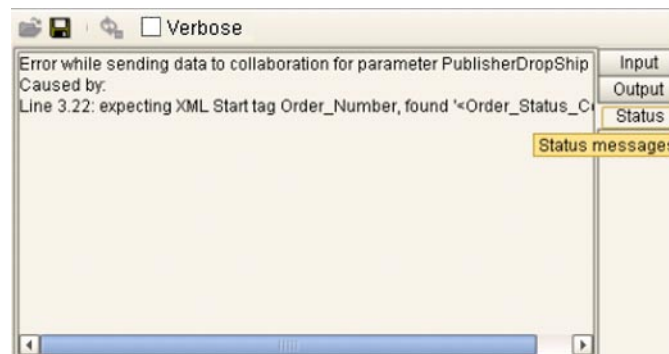 Verbose
Error while sending data to collaboration for parameter PublisherDropShip
Caused by:
Line 3.22: expecting XML Start tag Order_Number, found '<Order_Status_C
Input
Output
Status
Status messages